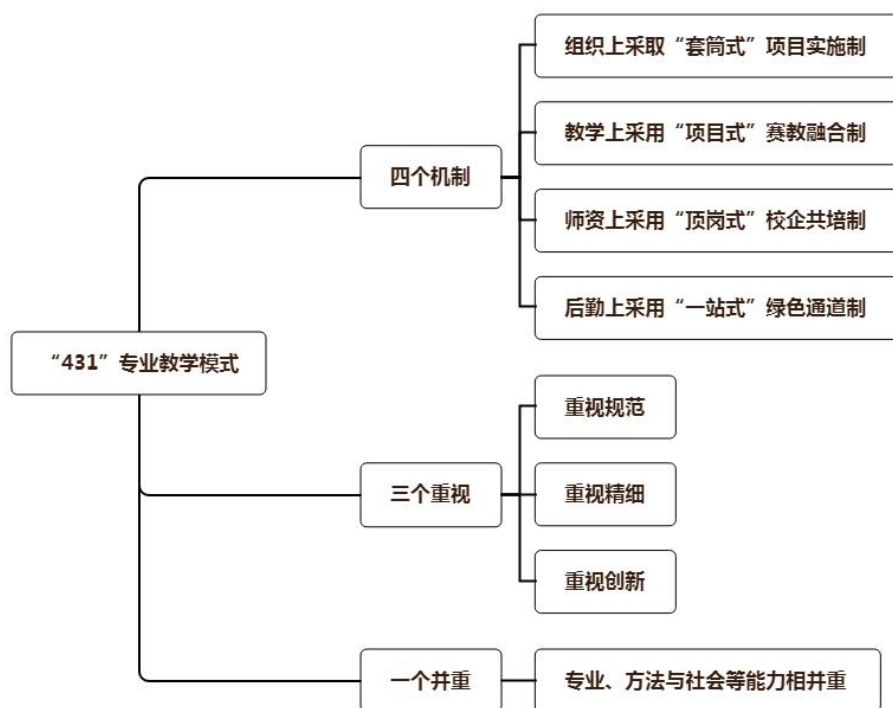 “431”专业教学模式
四个机制
组织上采取“套筒式”项目实施制
教学上采用“项目式”赛教融合制
师资上采用“顶岗式”校企共培制
后勤上采用“一站式”绿色通道制
三个重视
重视规范
重视精细
重视创新
一个并重
专业、方法与社会等能力相并重